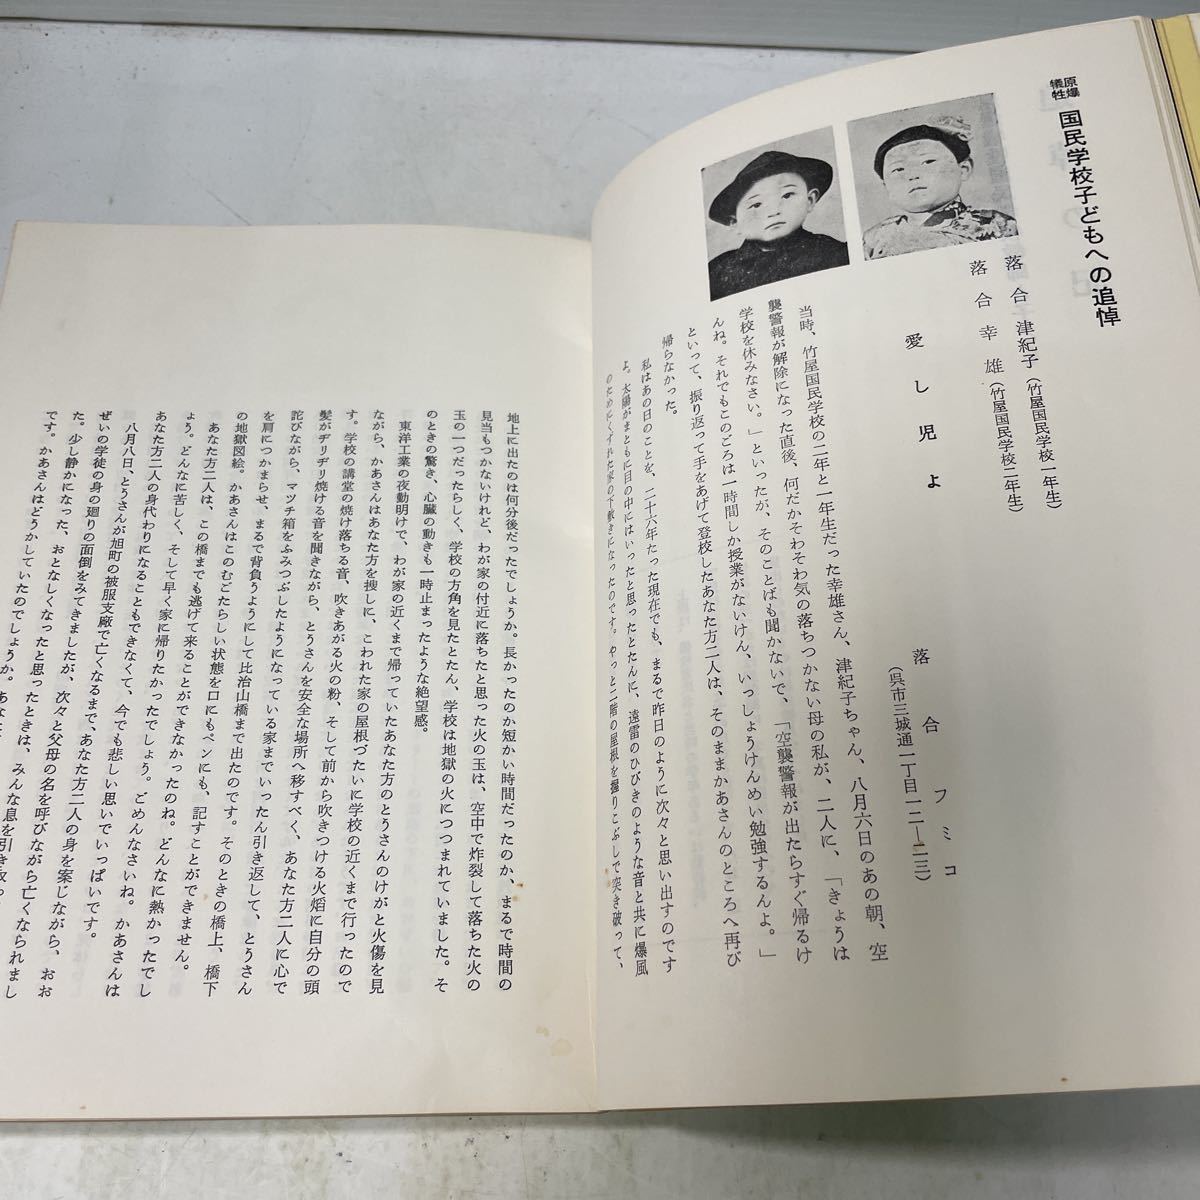 原爆
犠牲
国民学校子どもへの追悼
落合津紀子(竹屋国民学校一年生)
落合幸雄(竹屋国民学校二年生)
愛し児よ
落合フミコ
(呉市三城通一丁目一二ー二三)
当時、竹屋国民学校の二年と一年生だった幸雄さん、津紀子ちゃん、八月六日のあの朝、空
襲警報が解除になった直後、何だかそわそわ気の落ちつかない母の私が、二人に、「きょうは
学校を休みなさい。」といったが、そのことばも聞かないで、「空襲警報が出たらすぐ帰るけ
んね。それでもこのごろは一時間しか授業がないけん、いっしょうけんめい勉強するんよ。」
といって、振り返って手をあげて登校したあなた方二人は、そのままかあさんのところへ再び
帰らなかった。
私はあの日のことを、二十六年たった現在でも、まるで昨日のように次々と思い出すのです
よ。太陽がまともに目の中にはいったと思ったとたんに、遠雷のひびきのような音と共に爆風
のためにくずれた家の下敷きになったのです。やっと二階の屋根を握りこぶしで突き破って、
地上に出たのは何分後だったでしょうか。長かったのか短かい時間だったのか、まるで時間の
見当もつかないけれど、わが家の付近に落ちたと思った火の玉は、空中で炸裂して落ちた火の
玉の一つだったらしく、学校の方角を見たとたん、学校は地獄の火につつまれていました。そ
のときの驚き、心臓の動きも一時止まったような絶望感。
東洋工業の夜勤明けで、わが家の近くまで帰っていたあなた方のとうさんのけがと火傷を見
ながら、かあさんはあなた方を捜しに、こわれた家の屋根づたいに学校の近くまで行ったので
す。学校の講堂の焼け落ちる音、吹きあがる火の粉、そして前から吹きつける火焰に自分の頭
髪がヂリヂリ焼ける音を聞きながら、とうさんを安全な場所へ移すべく、あなた方二人に心で
詑びながら、マッチ箱をふみつぶしたようになっている家までいったん引き返して、とうさん
を肩につかまらせ、まるで背負うようにして比治山橋まで出たのです。そのときの橋上、橋下
の地獄図絵。かあさんはこのむごたらしい状態を口にもペンにも、記すことができません。
あなた方二人は、この橋までも逃げて来ることができなかったのね。どんなに熱かったでし
ょう。どんなに苦しく、そして早く家に帰りたかったでしょう。ごめんなさいね。かあさんは
あなた方二人の身代わりになることもできなくて、今でも悲しい思いでいっぱいです。
八月八日、とうさんが旭町の被服支廠で亡くなるまで、あなた方二人の身を案じながら、おお
ぜいの学徒の身の廻りの面倒をみてきましたが、次々と父母の名を呼びながら亡くなられまし
た。少し静かになった、おとなしくなったと思ったときは、みんな息を引き取っ
です。かあさんはどうかしていたのでしょうか。